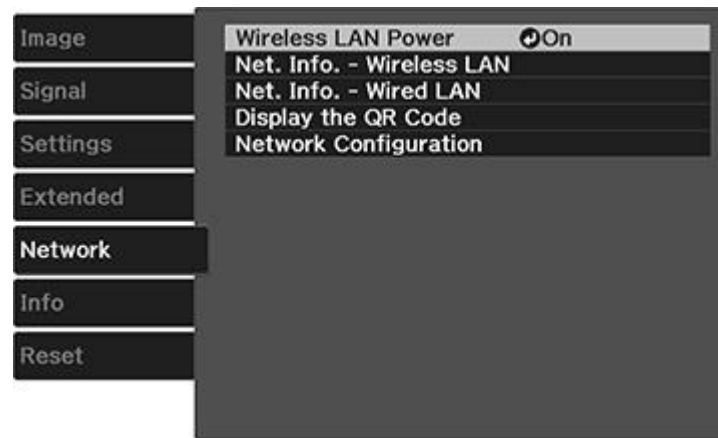 Image
Signal
Settings
Extended
Network
Info
Reset
Wireless LAN Power On
Net. Info. - Wireless LAN
Net. Info. - Wired LAN
Display the QR Code
Network Configuration